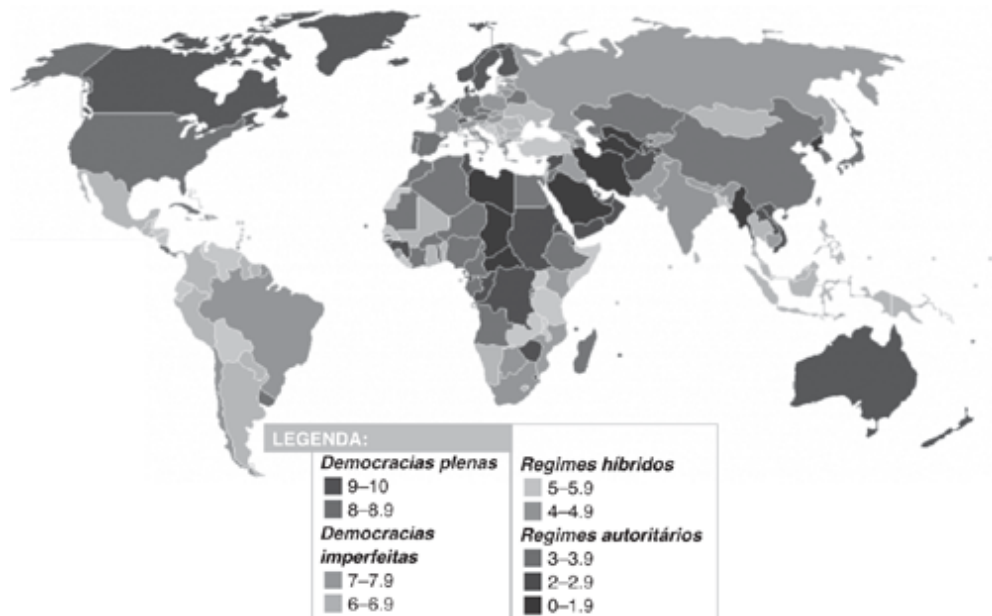 LEGENDA:
Democracias plenas
9–10
8–8.9
Democracias
imperfeitas
7–7.9
6–6.9
Regimes híbridos
5–5.9
4–4.9
Regimes autoritários
3–3.9
2–2.9
0–1.9